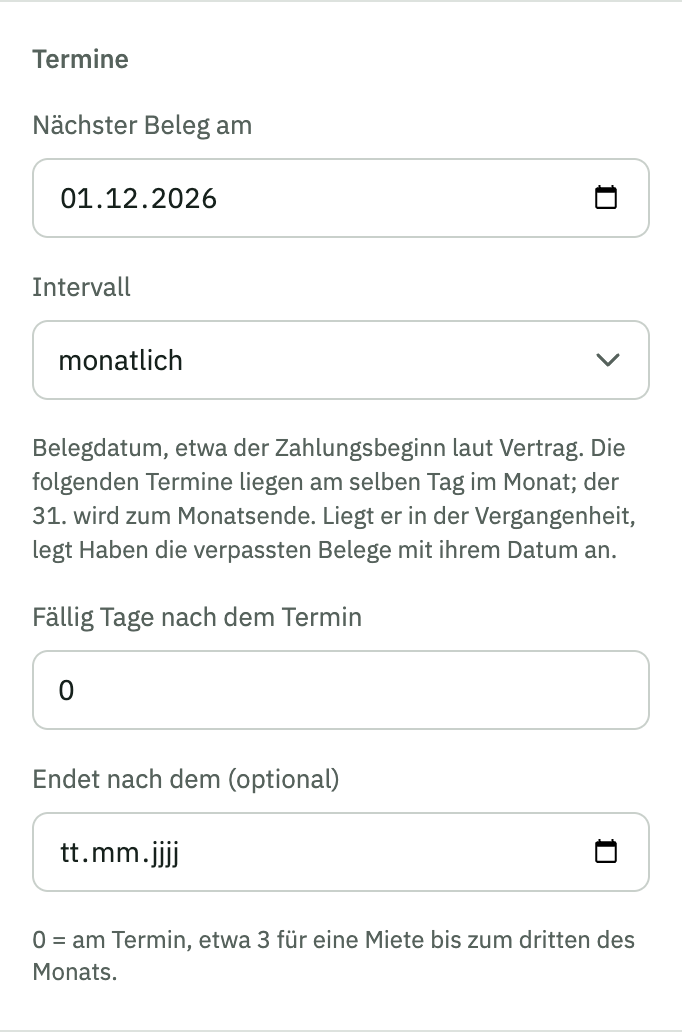 Termine
Nächster Beleg am
01.12.2026
Intervall
monatlich
Belegdatum, etwa der Zahlungsbeginn laut Vertrag. Die
folgenden Termine liegen am selben Tag im Monat; der
31. wird zum Monatsende. Liegt er in der Vergangenheit,
legt Haben die verpassten Belege mit ihrem Datum an.
Fällig Tage nach dem Termin
0
Endet nach dem (optional)
tt.mm.jjjj
0 = am Termin, etwa 3 für eine Miete bis zum dritten des
Monats.